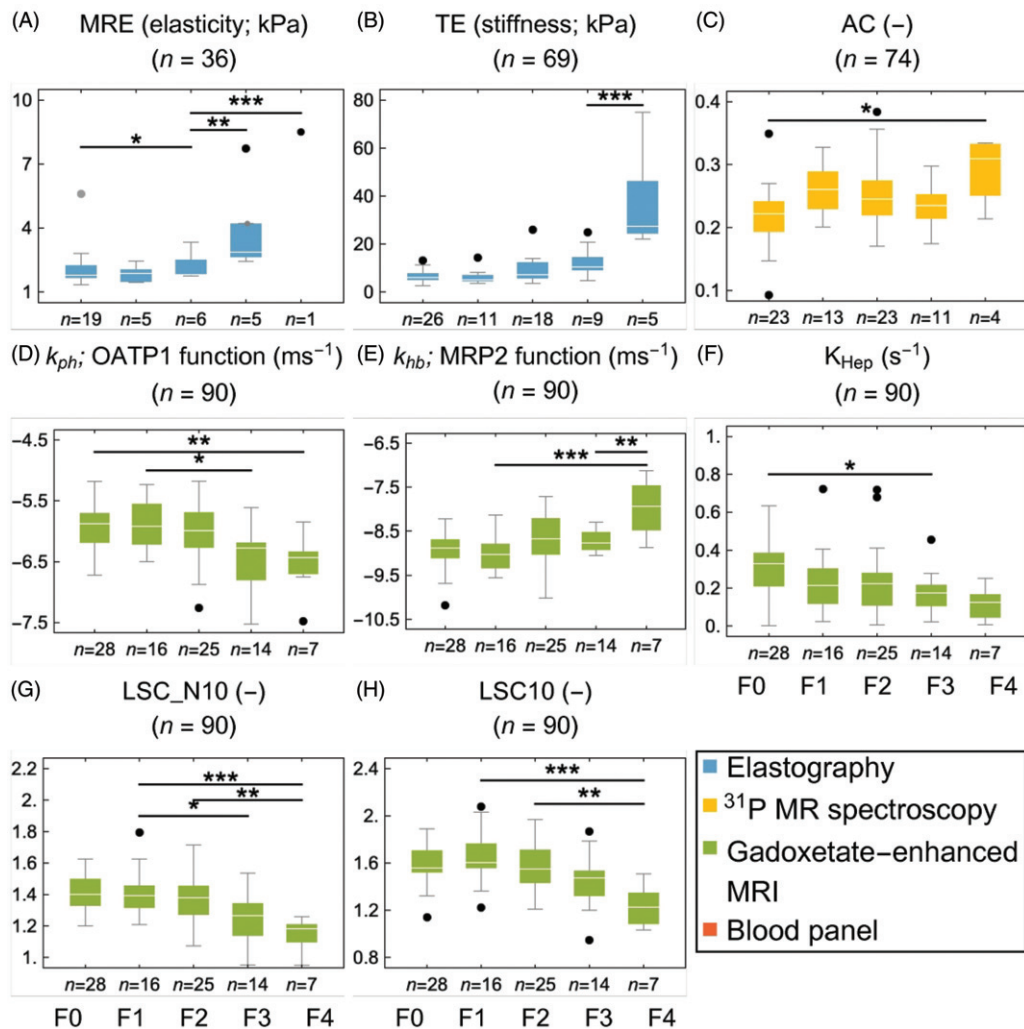 (A) MRE (elasticity; kPa)
(n = 36)
10
7
4
1
*
**
***
n=19 n=5 n=6 n=5 n=1
(B) TE (stiffness; kPa)
(n = 69)
80
60
40
20
0
***
n=26 n=11 n=18 n=9 n=5
(C) AC (–)
(n = 74)
0.4
0.3
0.2
0.1
*
n=23 n=13 n=23 n=11 n=4
(D) kph; OATP1 function (ms⁻¹)
(n = 90)
−4.5
−5.5
−6.5
−7.5
**
*
n=28 n=16 n=25 n=14 n=7
(E) khb; MRP2 function (ms⁻¹)
(n = 90)
−6.5
−7.5
−8.5
−9.5
−10.5
**
***
n=28 n=16 n=25 n=14 n=7
(F) KHep (s⁻¹)
(n = 90)
1.
0.8
0.6
0.4
0.2
0.
*
n=28 n=16 n=25 n=14 n=7
F0 F1 F2 F3 F4
(G) LSC_N10 (–)
(n = 90)
2.2
2.
1.8
1.6
1.4
1.2
1.
***
**
*
n=28 n=16 n=25 n=14 n=7
F0 F1 F2 F3 F4
(H) LSC10 (–)
(n = 90)
2.4
2.
1.6
1.2
0.8
***
**
n=28 n=16 n=25 n=14 n=7
F0 F1 F2 F3 F4
Elastography
³¹P MR spectroscopy
Gadoxetate–enhanced
MRI
Blood panel